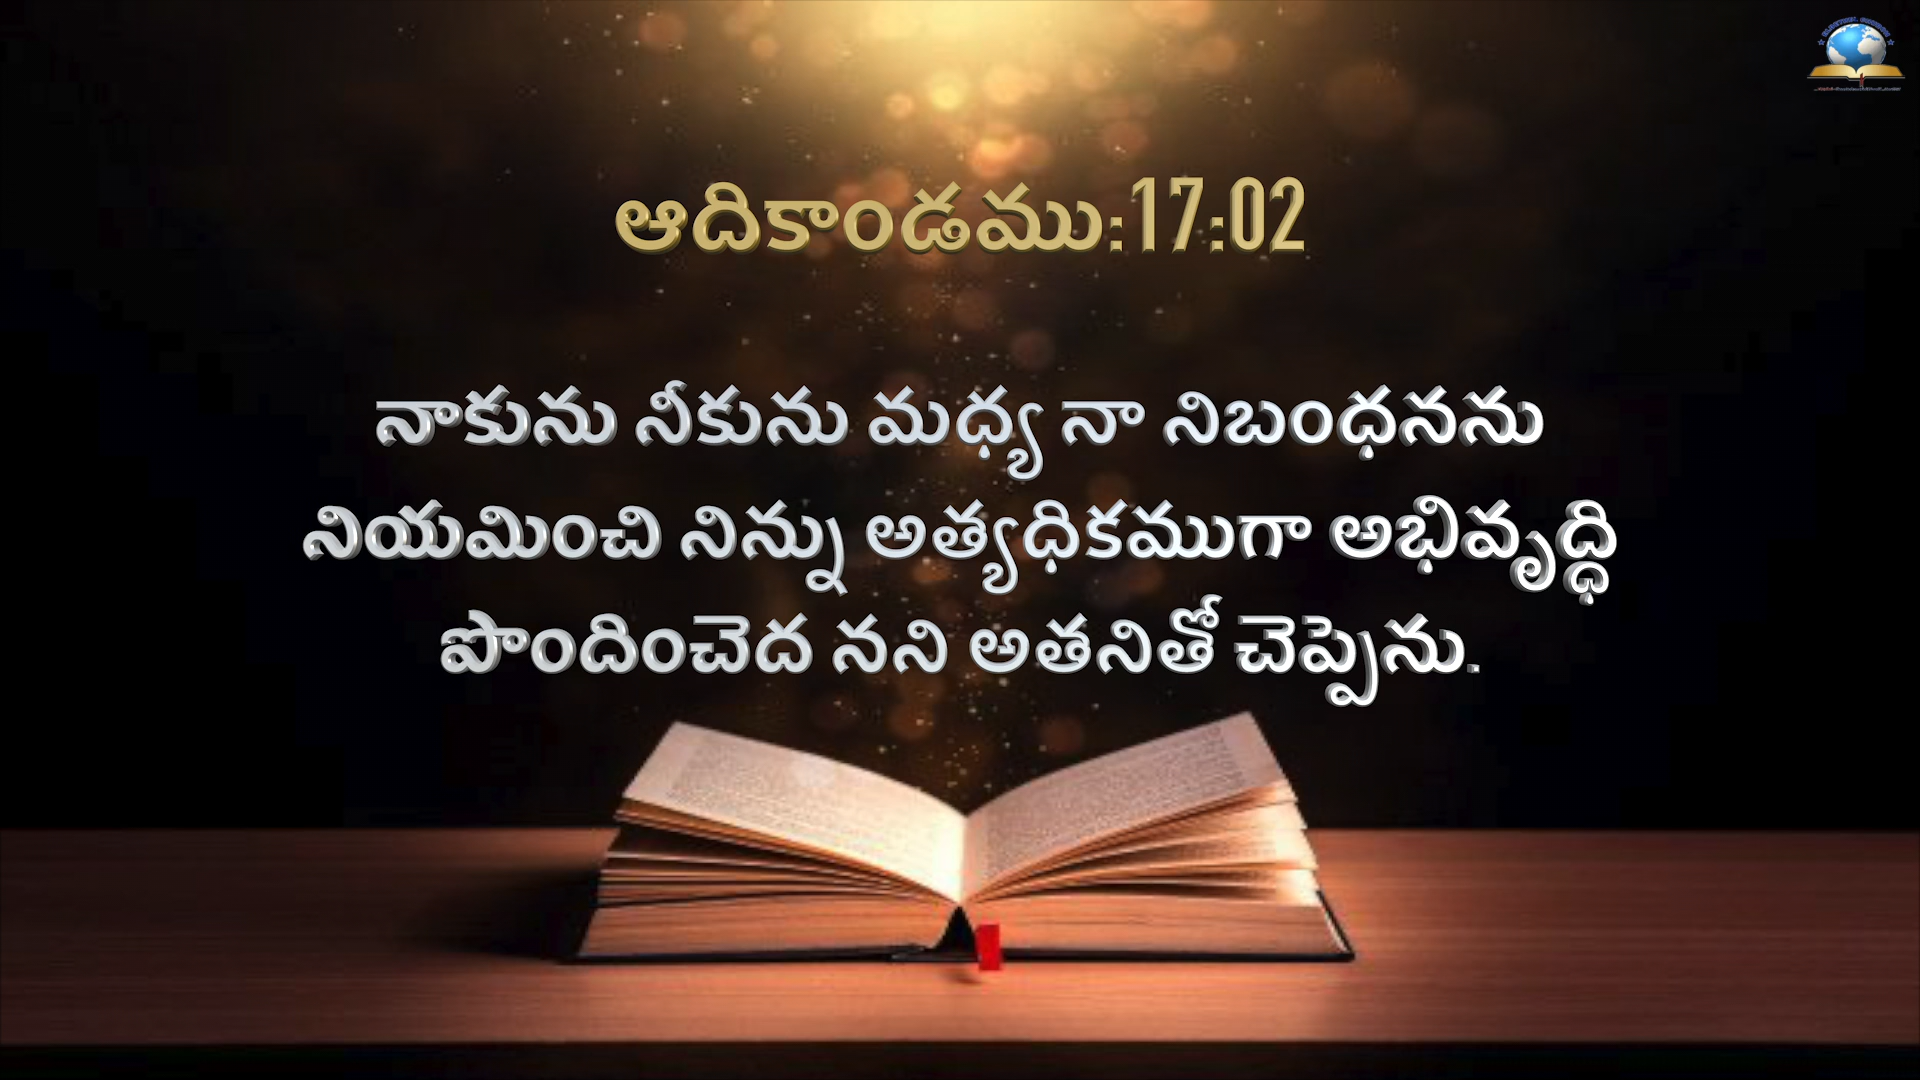 ఆదికాండము:17:02
నాకును నీకును మధ్య నా నిబంధనను
నియమించి నిన్ను అత్యధికముగా అభివృద్ధి
పొందించెద నని అతనితో చెప్పెను.